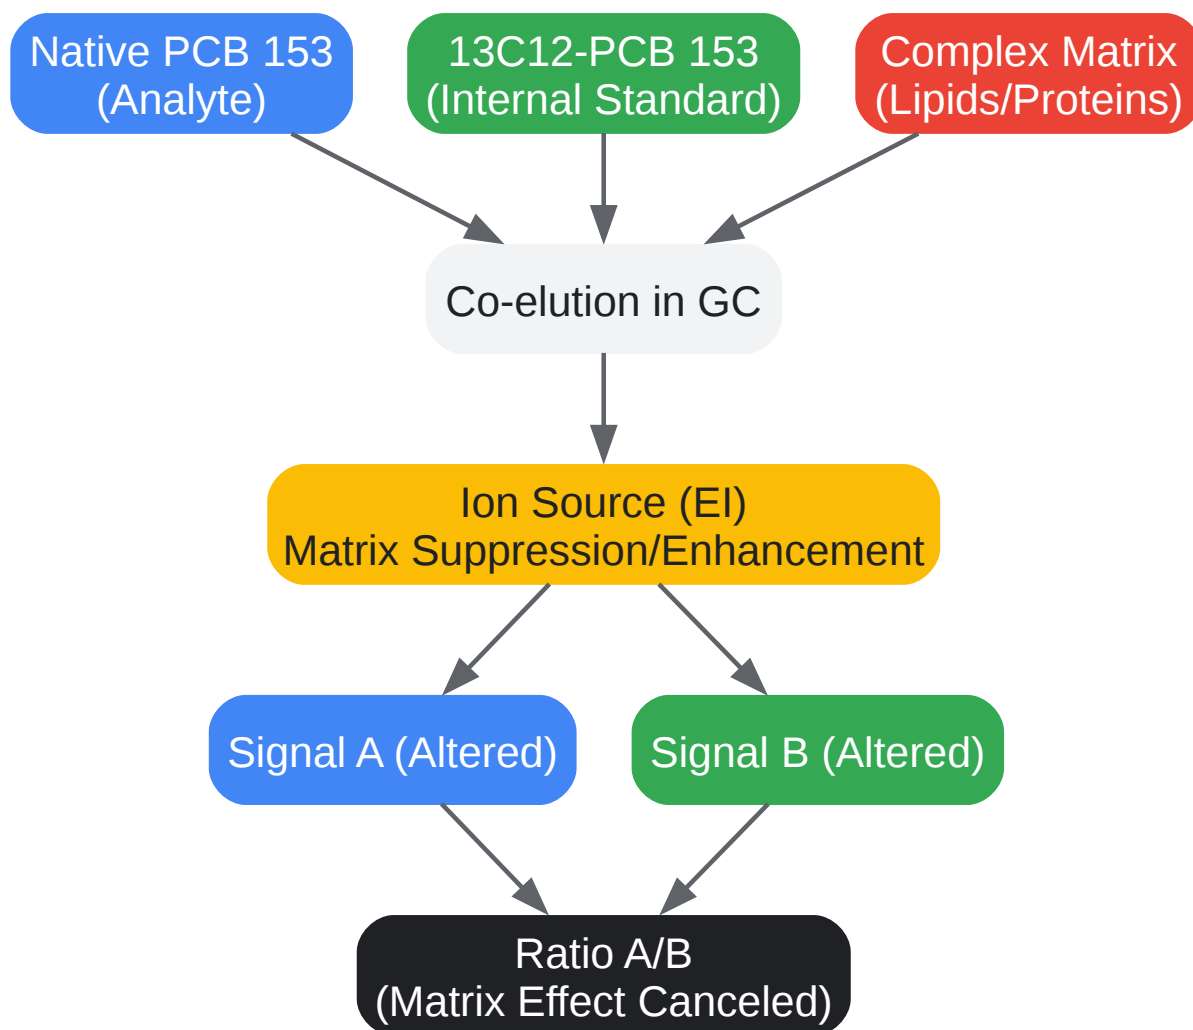 Native PCB 153
(Analyte)
13C12-PCB 153
(Internal Standard)
Complex Matrix
(Lipids/Proteins)
Co-elution in GC
Ion Source (EI)
Matrix Suppression/Enhancement
Signal A (Altered)
Signal B (Altered)
Ratio A/B
(Matrix Effect Canceled)